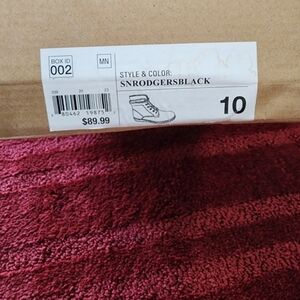 BOX ID
002
MN
STYLE & COLOR:
SNRODGERSBLACK
$89.99
10